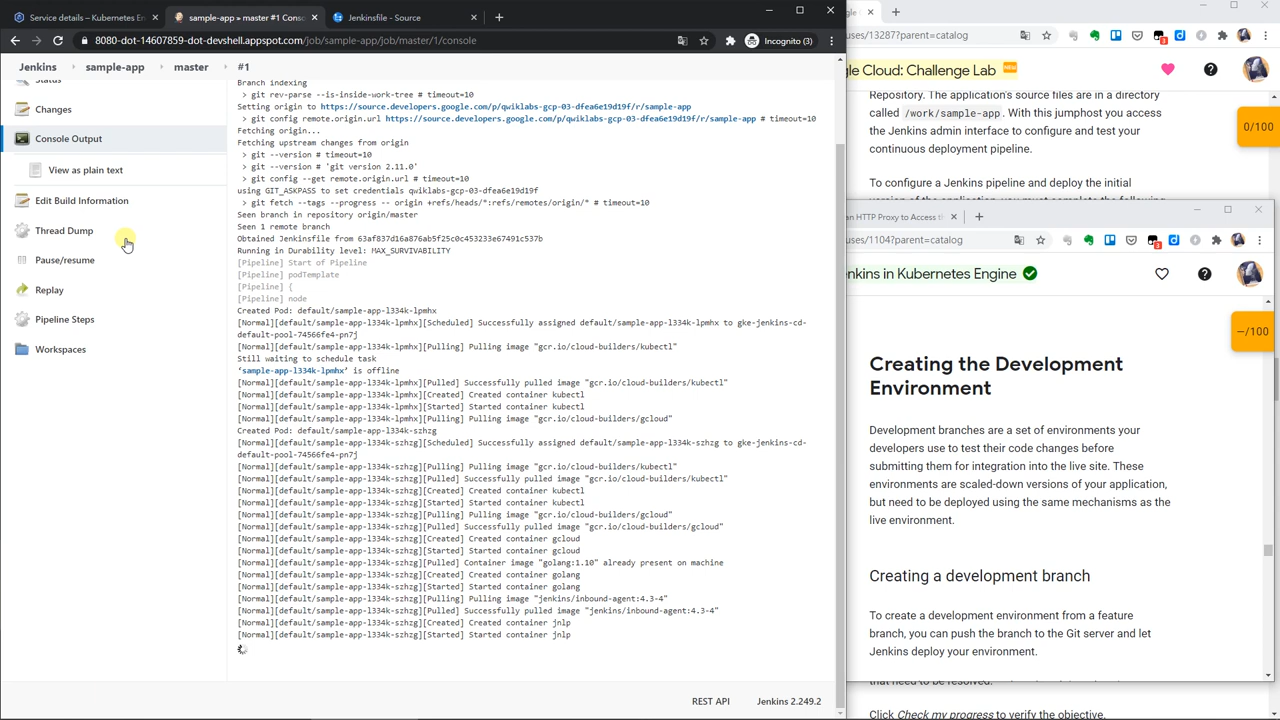 Service details – Kubernetes En
sample-app » master #1 Conso
Jenkinsfile - Source
8080-dot-14607859-dot-devshell.appspot.com/job/sample-app/job/master/1/console
Incognito (3)
Jenkins
sample-app
master
#1
Status
Changes
Console Output
View as plain text
Edit Build Information
Thread Dump
Pause/resume
Replay
Pipeline Steps
Workspaces
Branch indexing
> git rev-parse --is-inside-work-tree # timeout=10
Setting origin to https://source.developers.google.com/p/qwiklabs-gcp-03-dfea6e19d19f/r/sample-app
> git config remote.origin.url https://source.developers.google.com/p/qwiklabs-gcp-03-dfea6e19d19f/r/sample-app # timeout=10
Fetching origin...
Fetching upstream changes from origin
> git --version # timeout=10
> git --version # 'git version 2.11.0'
> git config --get remote.origin.url # timeout=10
using GIT_ASKPASS to set credentials qwiklabs-gcp-03-dfea6e19d19f
> git fetch --tags --progress -- origin +refs/heads/*:refs/remotes/origin/* # timeout=10
Seen branch in repository origin/master
Seen 1 remote branch
Obtained Jenkinsfile from 63af837d16a876ab5f25c0c453233e67491c537b
Running in Durability level: MAX_SURVIVABILITY
[Pipeline] Start of Pipeline
[Pipeline] podTemplate
[Pipeline] {
[Pipeline] node
Created Pod: default/sample-app-l334k-lpmhx
[Normal][default/sample-app-l334k-lpmhx][Scheduled] Successfully assigned default/sample-app-l334k-lpmhx to gke-jenkins-cd-
default-pool-74566fe4-pn7j
[Normal][default/sample-app-l334k-lpmhx][Pulling] Pulling image "gcr.io/cloud-builders/kubectl"
Still waiting to schedule task
‘sample-app-l334k-lpmhx’ is offline
[Normal][default/sample-app-l334k-lpmhx][Pulled] Successfully pulled image "gcr.io/cloud-builders/kubectl"
[Normal][default/sample-app-l334k-lpmhx][Created] Created container kubectl
[Normal][default/sample-app-l334k-lpmhx][Started] Started container kubectl
[Normal][default/sample-app-l334k-lpmhx][Pulling] Pulling image "gcr.io/cloud-builders/gcloud"
Created Pod: default/sample-app-l334k-szhzg
[Normal][default/sample-app-l334k-szhzg][Scheduled] Successfully assigned default/sample-app-l334k-szhzg to gke-jenkins-cd-
default-pool-74566fe4-pn7j
[Normal][default/sample-app-l334k-szhzg][Pulling] Pulling image "gcr.io/cloud-builders/kubectl"
[Normal][default/sample-app-l334k-szhzg][Pulled] Successfully pulled image "gcr.io/cloud-builders/kubectl"
[Normal][default/sample-app-l334k-szhzg][Created] Created container kubectl
[Normal][default/sample-app-l334k-szhzg][Started] Started container kubectl
[Normal][default/sample-app-l334k-szhzg][Pulling] Pulling image "gcr.io/cloud-builders/gcloud"
[Normal][default/sample-app-l334k-szhzg][Pulled] Successfully pulled image "gcr.io/cloud-builders/gcloud"
[Normal][default/sample-app-l334k-szhzg][Created] Created container gcloud
[Normal][default/sample-app-l334k-szhzg][Started] Started container gcloud
[Normal][default/sample-app-l334k-szhzg][Pulled] Container image "golang:1.10" already present on machine
[Normal][default/sample-app-l334k-szhzg][Created] Created container golang
[Normal][default/sample-app-l334k-szhzg][Started] Started container golang
[Normal][default/sample-app-l334k-szhzg][Pulling] Pulling image "jenkins/inbound-agent:4.3-4"
[Normal][default/sample-app-l334k-szhzg][Pulled] Successfully pulled image "jenkins/inbound-agent:4.3-4"
[Normal][default/sample-app-l334k-szhzg][Created] Created container jnlp
[Normal][default/sample-app-l334k-szhzg][Started] Started container jnlp
REST API
Jenkins 2.249.2
gle
uses/13287?parent=catalog
gle Cloud: Challenge Lab
NEW
Repository. The application's source files are in a directory
called /work/sample-app. With this jumphost you access
the Jenkins admin interface to configure and test your
continuous deployment pipeline.
To configure a Jenkins pipeline and deploy the initial
version of the application, you must complete the following
0/100
an HTTP Proxy to Access th
uses/1104?parent=catalog
enkins in Kubernetes Engine
–/100
Creating the Development
Environment
Development branches are a set of environments your
developers use to test their code changes before
submitting them for integration into the live site. These
environments are scaled-down versions of your application,
but need to be deployed using the same mechanisms as the
live environment.
Creating a development branch
To create a development environment from a feature
branch, you can push the branch to the Git server and let
Jenkins deploy your environment.
that need to be resolved.
Click Check my progress to verify the objective.